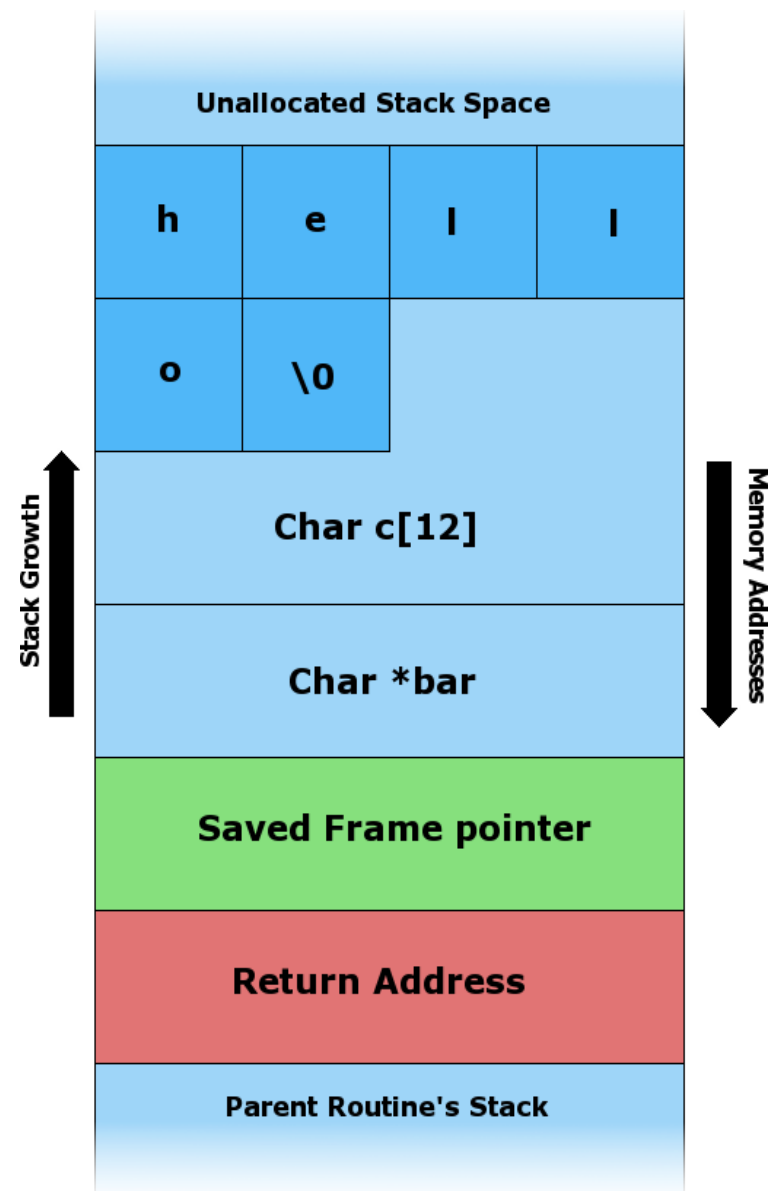 Unallocated Stack Space
h e l l
o \0
Char c[12]
Stack Growth
Memory Addresses
Char *bar
Saved Frame pointer
Return Address
Parent Routine's Stack